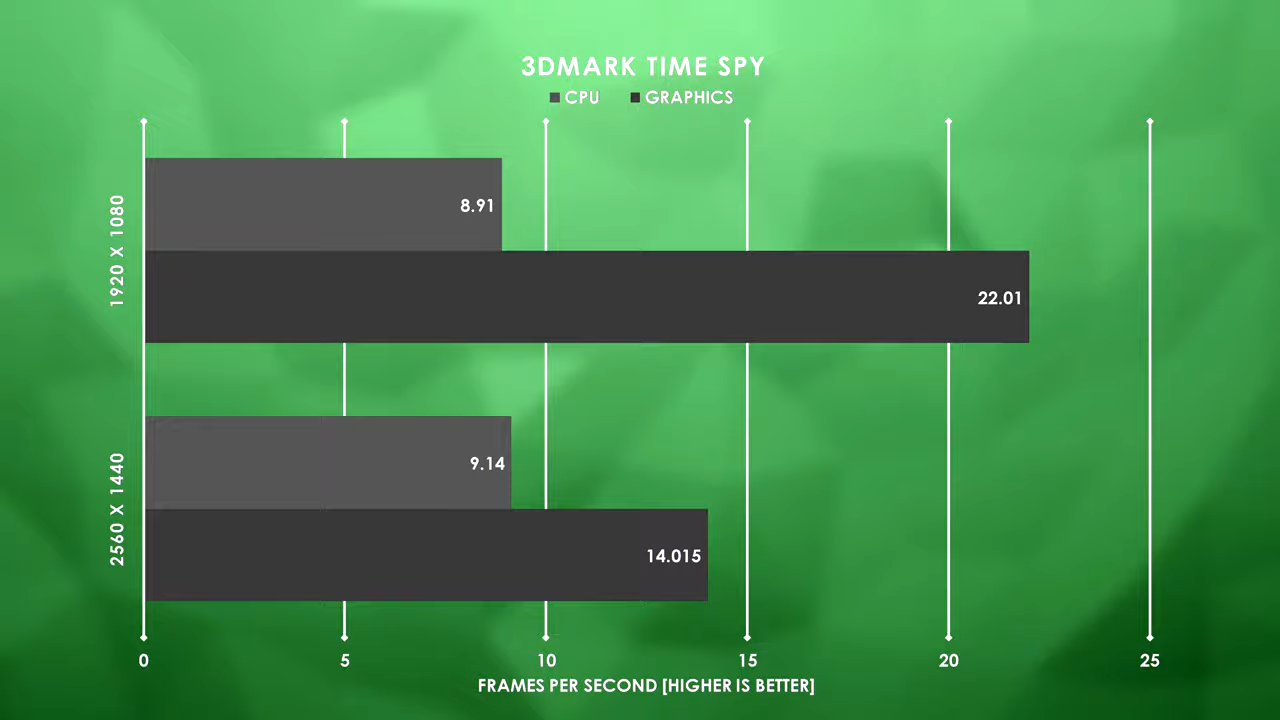 3DMARK TIME SPY
CPU GRAPHICS
1920 X 1080
8.91
22.01
2560 X 1440
9.14
14.015
0 5 10 15 20 25
FRAMES PER SECOND [HIGHER IS BETTER]